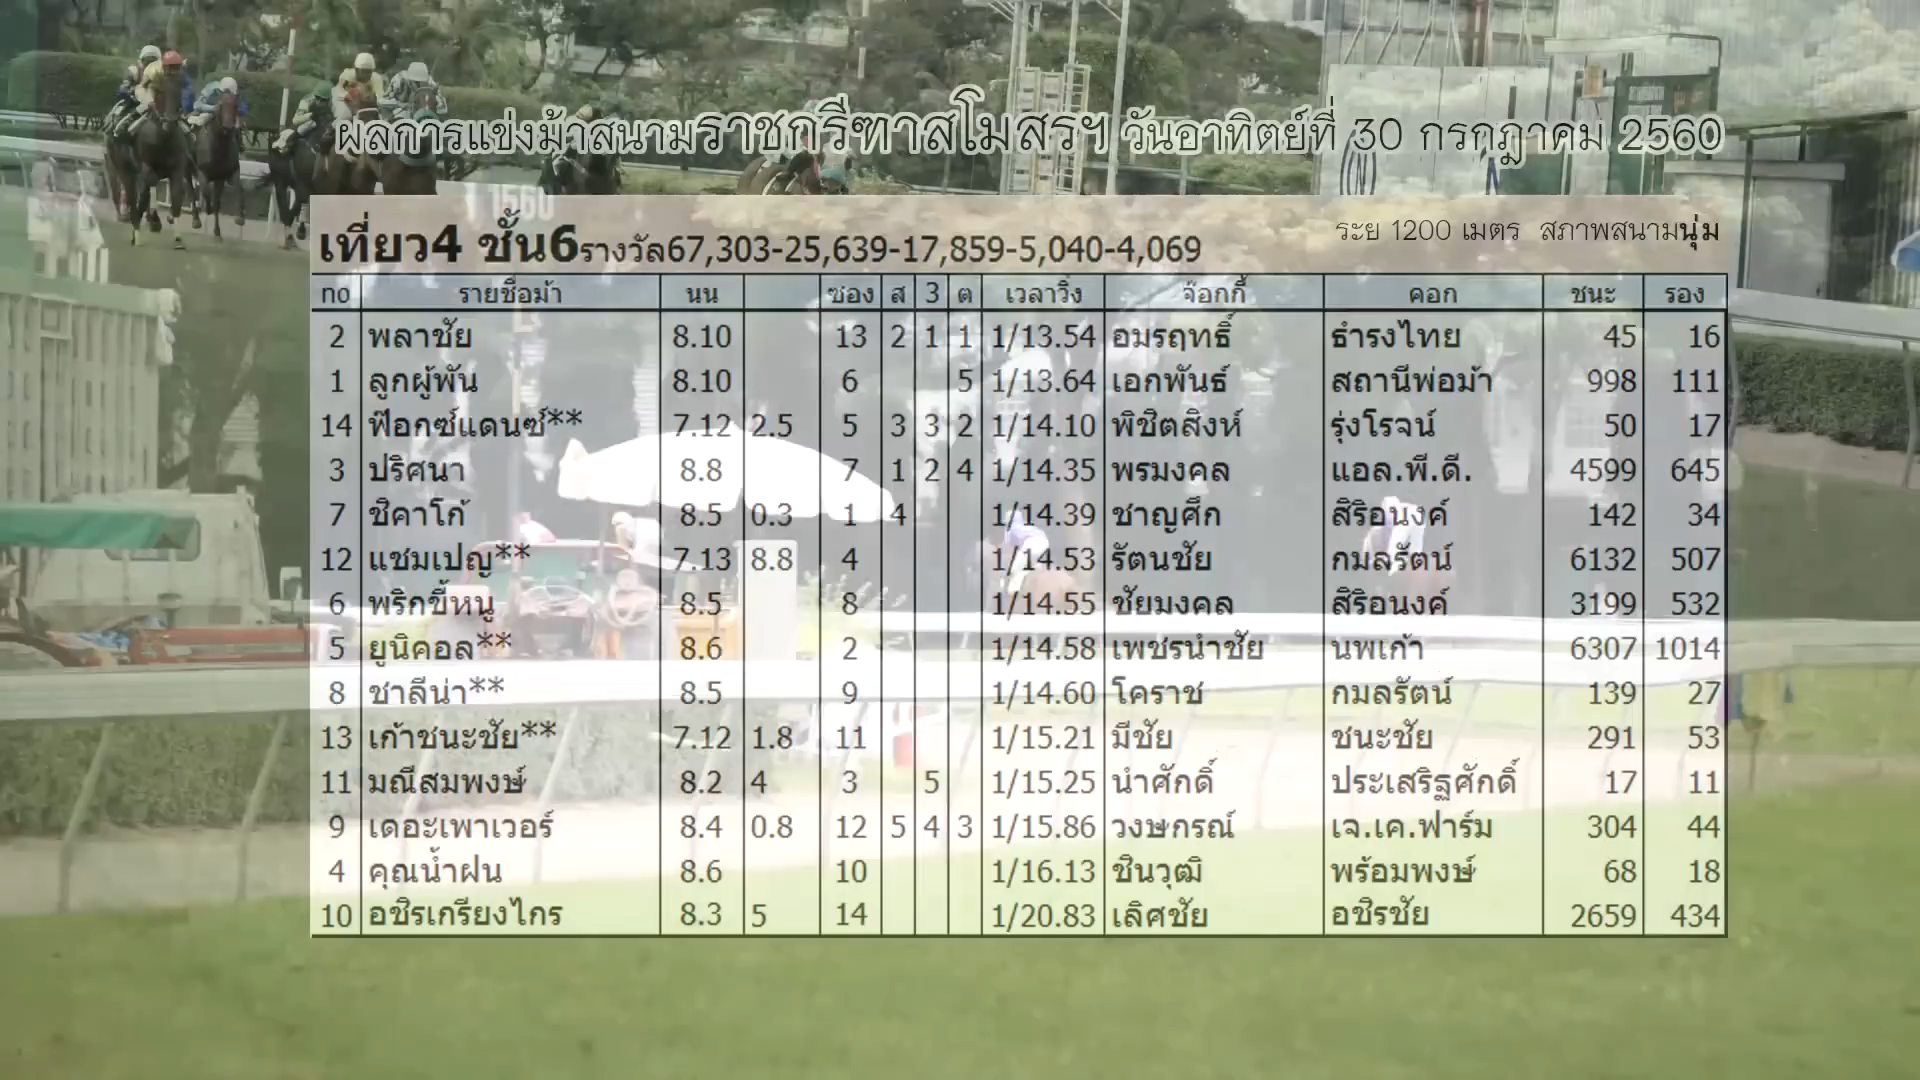 ผลการแข่งม้าสนามราชกรีฑาสโมสรฯ วันอาทิตย์ที่ 30 กรกฎาคม 2560
เที่ยว4 ชั้น6รางวัล67,303-25,639-17,859-5,040-4,069 ระย 1200 เมตร สภาพสนามนุ่ม
no รายชื่อม้า นน ซอง ส 3 ต เวลาวิ่ง จ๊อกกี้ คอก ชนะ รอง
2 พลาชัย 8.10 13 2 1 1 1/13.54 อมรฤทธิ์ ธำรงไทย 45 16
1 ลูกผู้พัน 8.10 6 5 1/13.64 เอกพันธ์ สถานีพ่อม้า 998 111
14 ฟ๊อกซ์แดนซ์** 7.12 2.5 5 3 3 2 1/14.10 พิชิตสิงห์ รุ่งโรจน์ 50 17
3 ปริศนา 8.8 7 1 2 4 1/14.35 พรมงคล แอล.พี.ดี. 4599 645
7 ชิคาโก้ 8.5 0.3 1 4 1/14.39 ชาญศึก สิริอนงค์ 142 34
12 แชมเปญ** 7.13 8.8 4 1/14.53 รัตนชัย กมลรัตน์ 6132 507
6 พริกขี้หนู 8.5 8 1/14.55 ชัยมงคล สิริอนงค์ 3199 532
5 ยูนิคอล** 8.6 2 1/14.58 เพชรนำชัย นพเก้า 6307 1014
8 ชาลีน่า** 8.5 9 1/14.60 โคราช กมลรัตน์ 139 27
13 เก้าชนะชัย** 7.12 1.8 11 1/15.21 มีชัย ชนะชัย 291 53
11 มณีสมพงษ์ 8.2 4 3 5 1/15.25 นำศักดิ์ ประเสริฐศักดิ์ 17 11
9 เดอะเพาเวอร์ 8.4 0.8 12 5 4 3 1/15.86 วงษกรณ์ เจ.เค.ฟาร์ม 304 44
4 คุณน้ำฝน 8.6 10 1/16.13 ชินวุฒิ พร้อมพงษ์ 68 18
10 อชิรเกรียงไกร 8.3 5 14 1/20.83 เลิศชัย อชิรชัย 2659 434